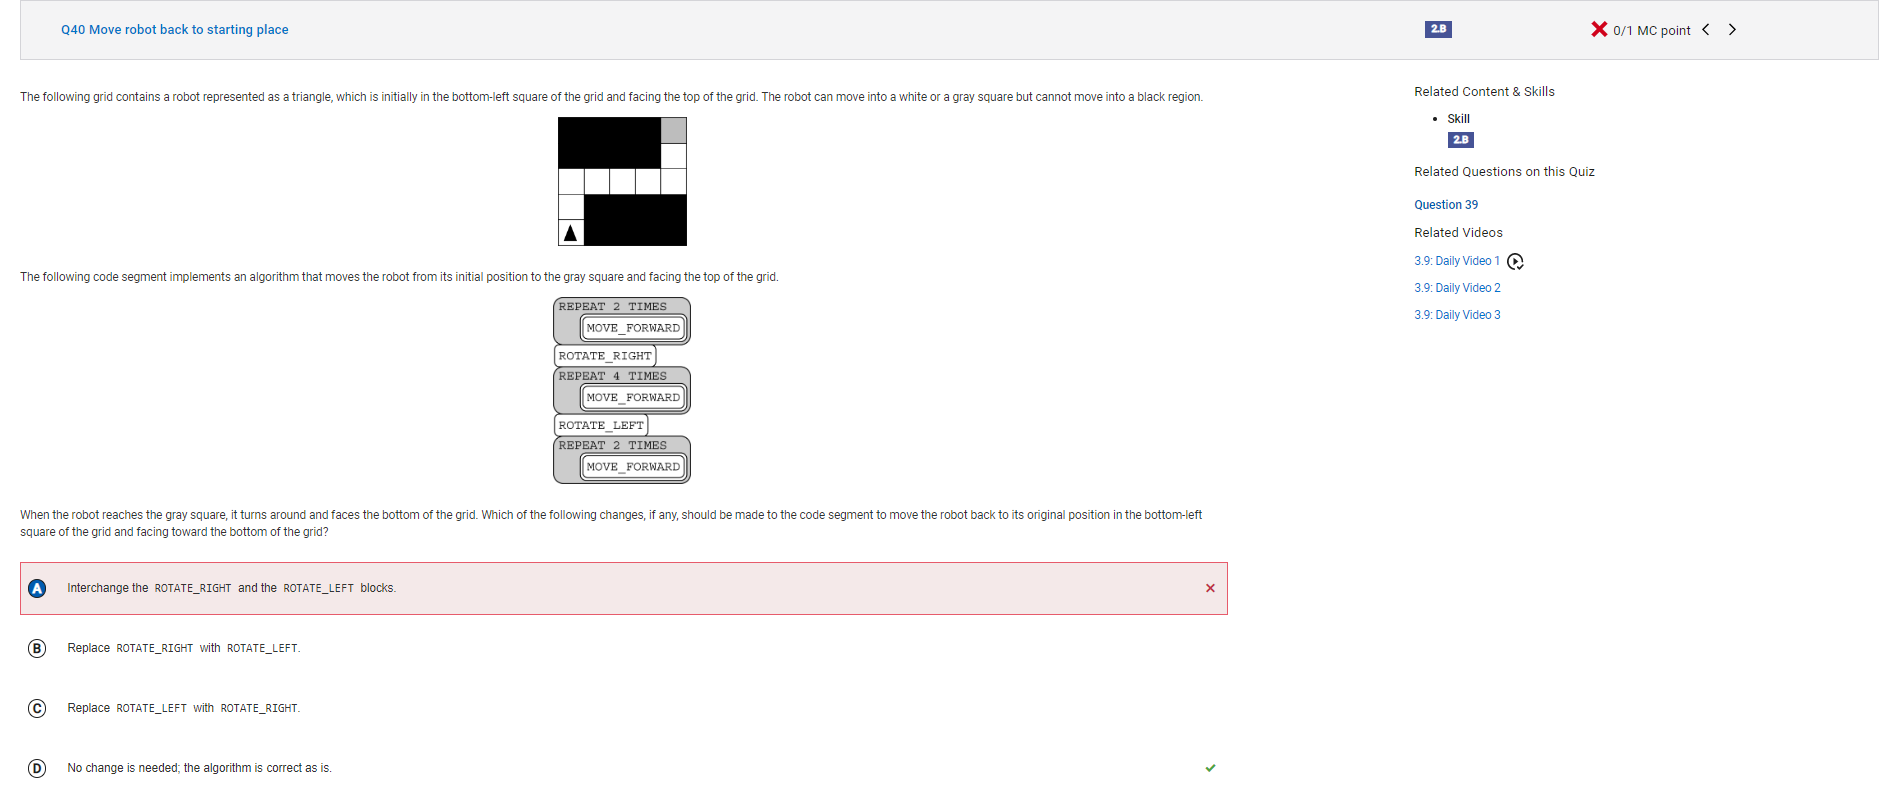 Q40 Move robot back to starting place
2.B
0/1 MC point
The following grid contains a robot represented as a triangle, which is initially in the bottom-left square of the grid and facing the top of the grid. The robot can move into a white or a gray square but cannot move into a black region.
The following code segment implements an algorithm that moves the robot from its initial position to the gray square and facing the top of the grid.
REPEAT 2 TIMES
MOVE_FORWARD
ROTATE_RIGHT
REPEAT 4 TIMES
MOVE_FORWARD
ROTATE_LEFT
REPEAT 2 TIMES
MOVE_FORWARD
When the robot reaches the gray square, it turns around and faces the bottom of the grid. Which of the following changes, if any, should be made to the code segment to move the robot back to its original position in the bottom-left
square of the grid and facing toward the bottom of the grid?
A Interchange the ROTATE_RIGHT and the ROTATE_LEFT blocks.
B Replace ROTATE_RIGHT with ROTATE_LEFT.
C Replace ROTATE_LEFT with ROTATE_RIGHT.
D No change is needed; the algorithm is correct as is.
Related Content & Skills
Skill
2.B
Related Questions on this Quiz
Question 39
Related Videos
3.9: Daily Video 1
3.9: Daily Video 2
3.9: Daily Video 3